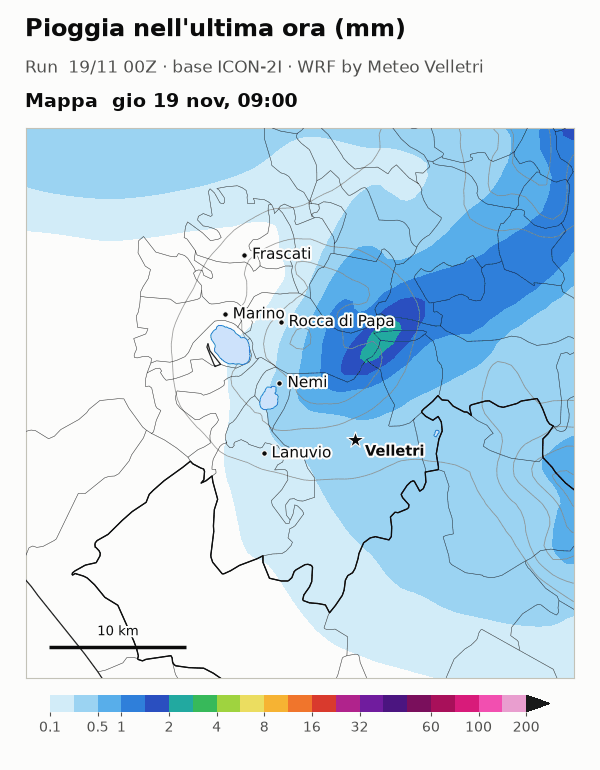 Pioggia nell'ultima ora (mm)
Run 19/11 00Z · base ICON-2I · WRF by Meteo Velletri
Mappa gio 19 nov, 09:00
Frascati
Marino
Rocca di Papa
Nemi
Velletri
Lanuvio
10 km
0.1 0.5 1 2 4 8 16 32 60 100 200